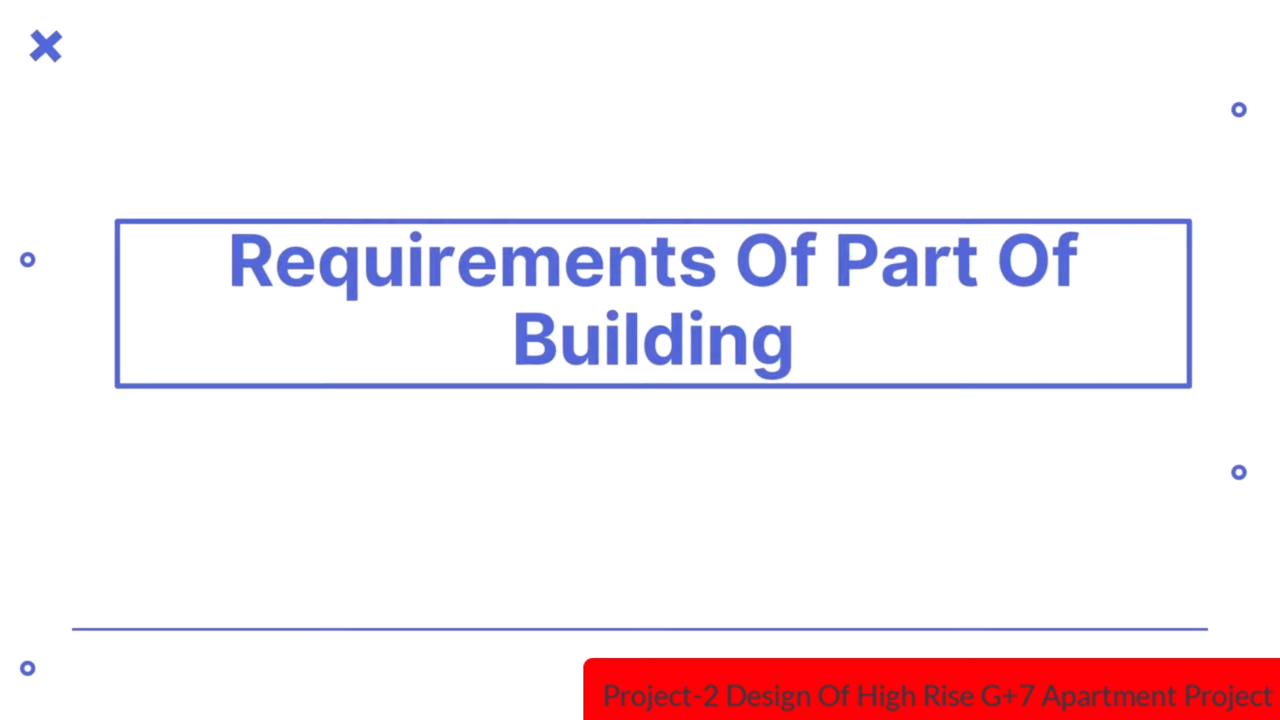 Requirements Of Part Of
Building
Project-2 Design Of High Rise G+7 Apartment Project